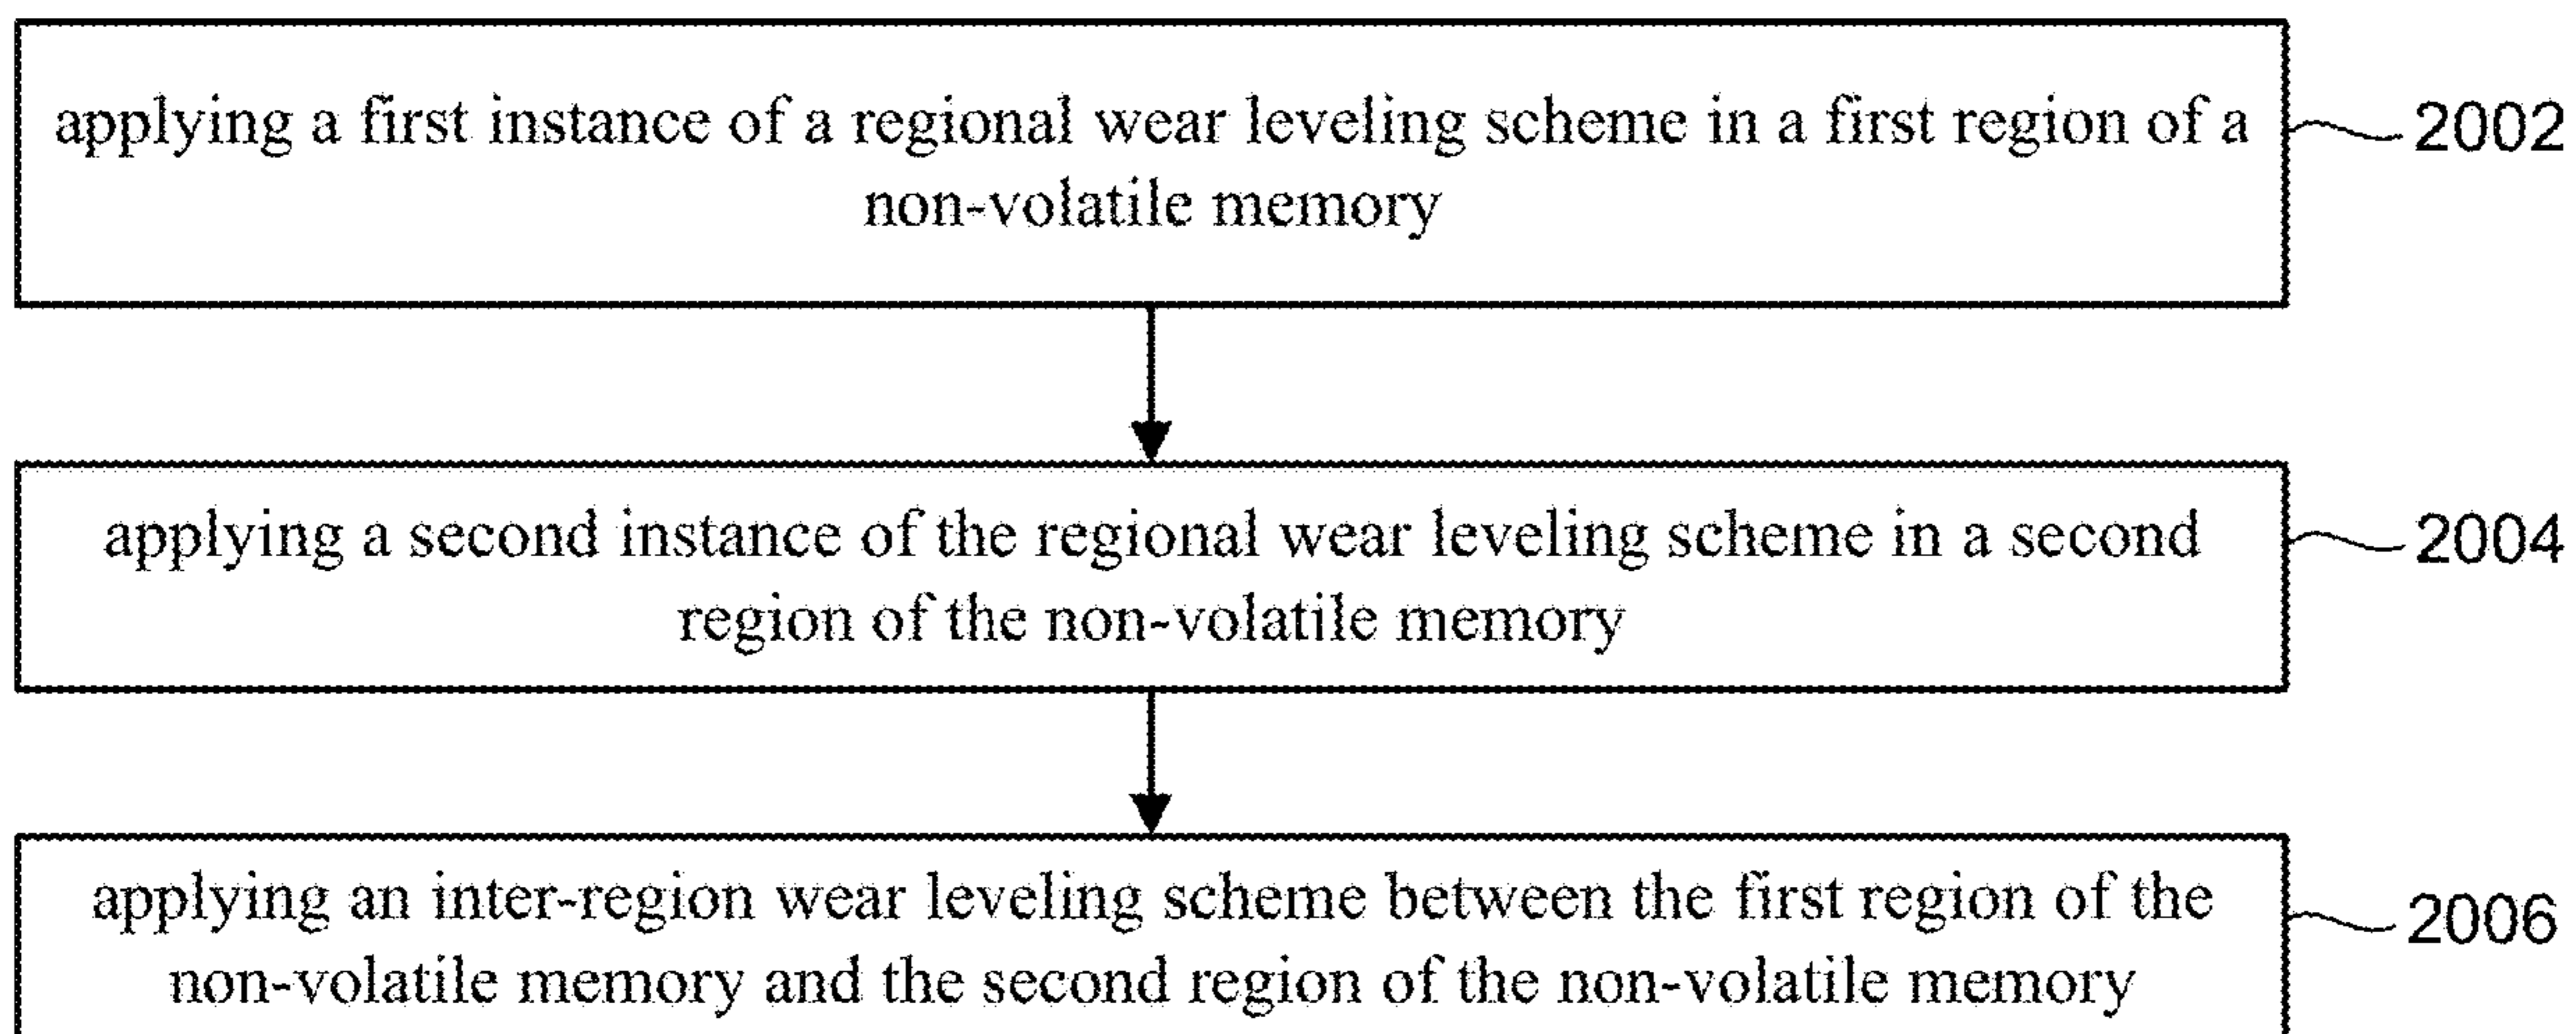 applying a first instance of a regional wear leveling scheme in a first region of a
non-volatile memory
2002
applying a second instance of the regional wear leveling scheme in a second
region of the non-volatile memory
2004
applying an inter-region wear leveling scheme between the first region of the
non-volatile memory and the second region of the non-volatile memory
2006